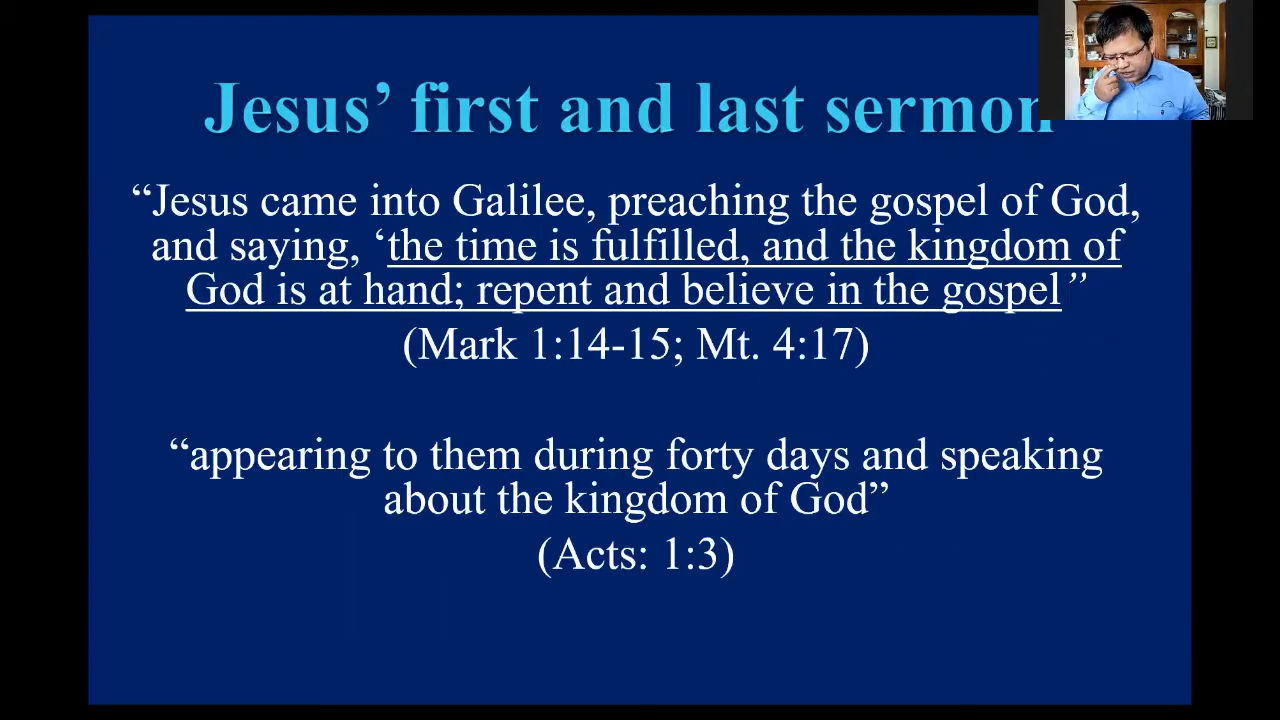 Jesus’ first and last sermon
“Jesus came into Galilee, preaching the gospel of God,
and saying, ‘the time is fulfilled, and the kingdom of
God is at hand; repent and believe in the gospel”
(Mark 1:14-15; Mt. 4:17)
“appearing to them during forty days and speaking
about the kingdom of God”
(Acts: 1:3)